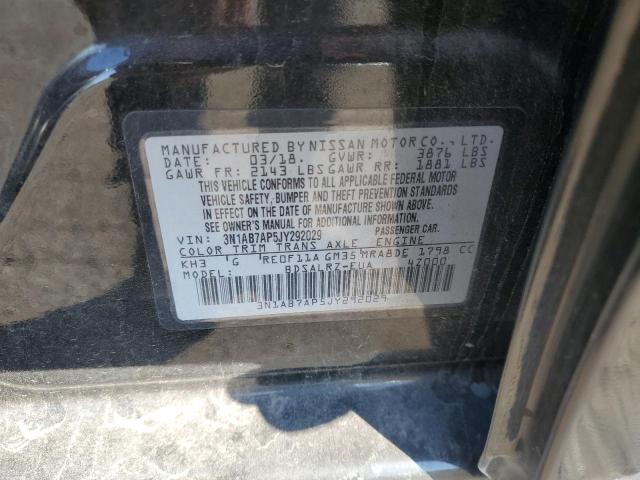 MANUFACTURED BY NISSAN MOTOR CO., LTD.
DATE: 03/18. GVWR: 3876 LBS
GAWR FR: 2143 LBS GAWR RR: 1881 LBS
THIS VEHICLE CONFORMS TO ALL APPLICABLE FEDERAL MOTOR
VEHICLE SAFETY, BUMPER AND THEFT PREVENTION STANDARDS
IN EFFECT ON THE DATE OF MANUFACTURE SHOWN ABOVE.
SEE OWNER'S MANUAL FOR ADDITIONAL INFORMATION.
VIN: 3N1AB7AP5JY292029 PASSENGER CAR.
COLOR TRIM TRANS AXLE ENGINE
KH3 G RE0F11A GM35 MRA8DE 1798 CC
BDSALRZ-EUA 4Z000
3N1AB7AP5JY292029